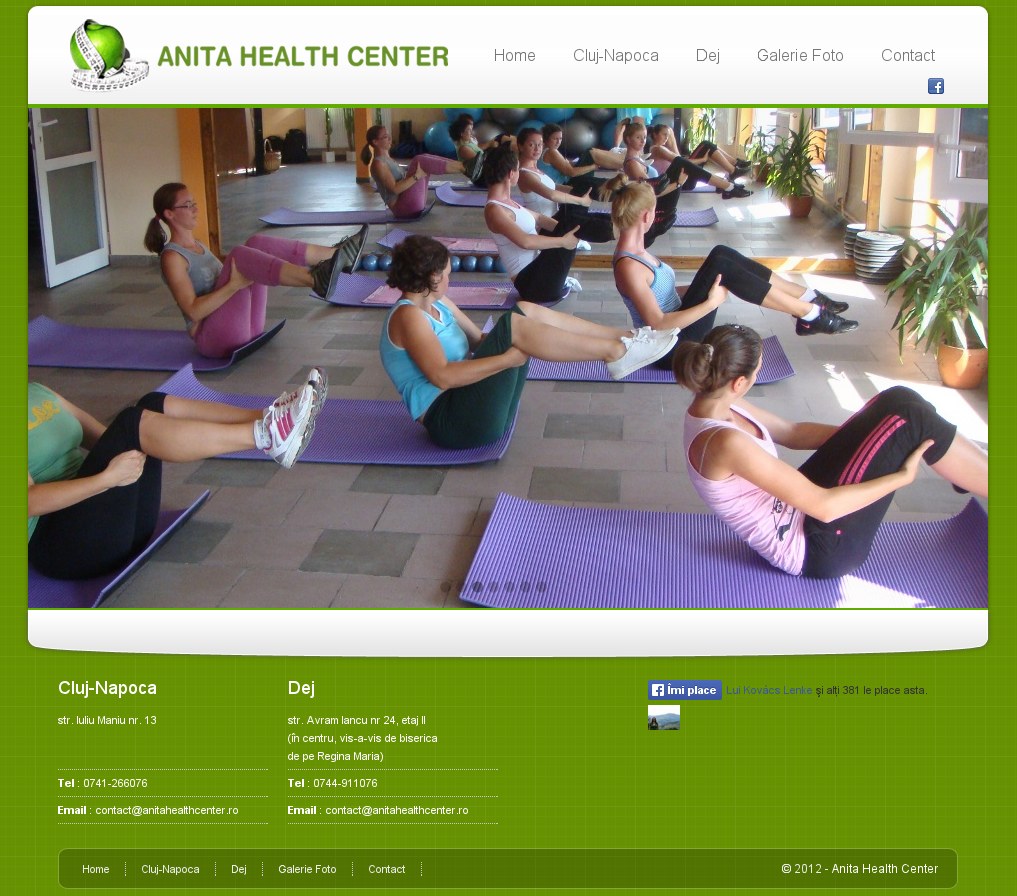 ANITA HEALTH CENTER
Home Cluj-Napoca Dej Galerie Foto Contact
Cluj-Napoca
str. Iuliu Maniu nr. 13
Tel : 0741-266076
Email : contact@anitahealthcenter.ro
Dej
str. Avram Iancu nr 24, etaj II
(în centru, vis-a-vis de biserica
de pe Regina Maria)
Tel : 0744-911076
Email : contact@anitahealthcenter.ro
Îmi place Lui Kovács Lenke şi alţi 381 le place asta.
Home Cluj-Napoca Dej Galerie Foto Contact
© 2012 - Anita Health Center